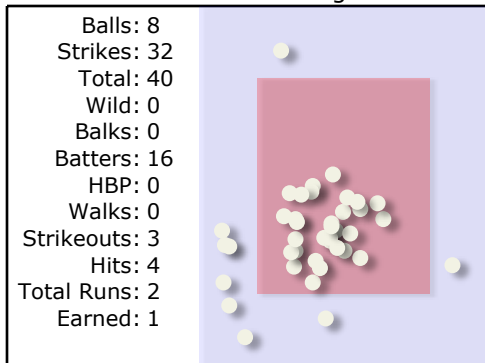 Balls: 8
Strikes: 32
Total: 40
Wild: 0
Balks: 0
Batters: 16
HBP: 0
Walks: 0
Strikeouts: 3
Hits: 4
Total Runs: 2
Earned: 1